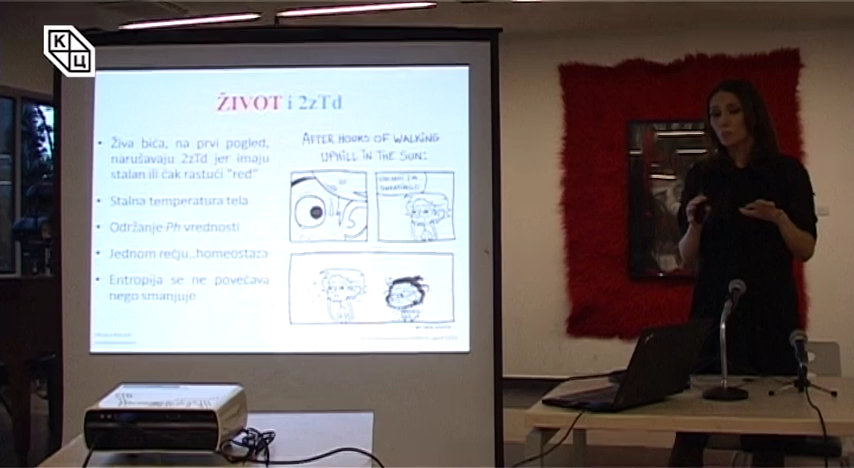 КЦ
ŽIVOT i 2zTd
• Živa bića, na prvi pogled,
narušavaju 2zTd jer imaju
stalan ili čak rastući "red"
• Stalna temperatura tela
• Održanje Ph vrednosti
• Jednom rečju..homeostaza
• Entropija se ne povećava
nego smanjuje
AFTER HOURS OF WALKING
UPHILL IN THE SUN: